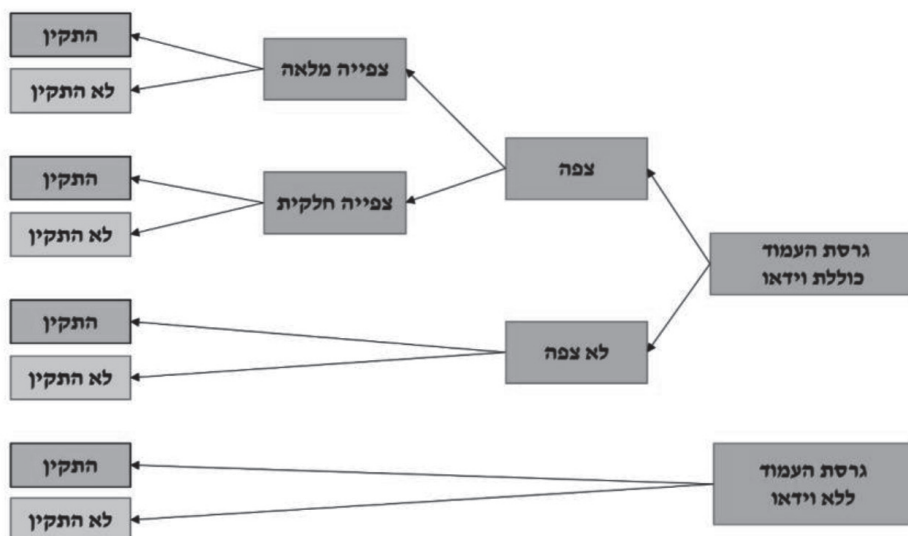 גרסת העמוד
כוללת וידאו
צפה
צפייה מלאה
התקין
לא התקין
צפייה חלקית
התקין
לא התקין
לא צפה
התקין
לא התקין
גרסת העמוד
ללא וידאו
התקין
לא התקין